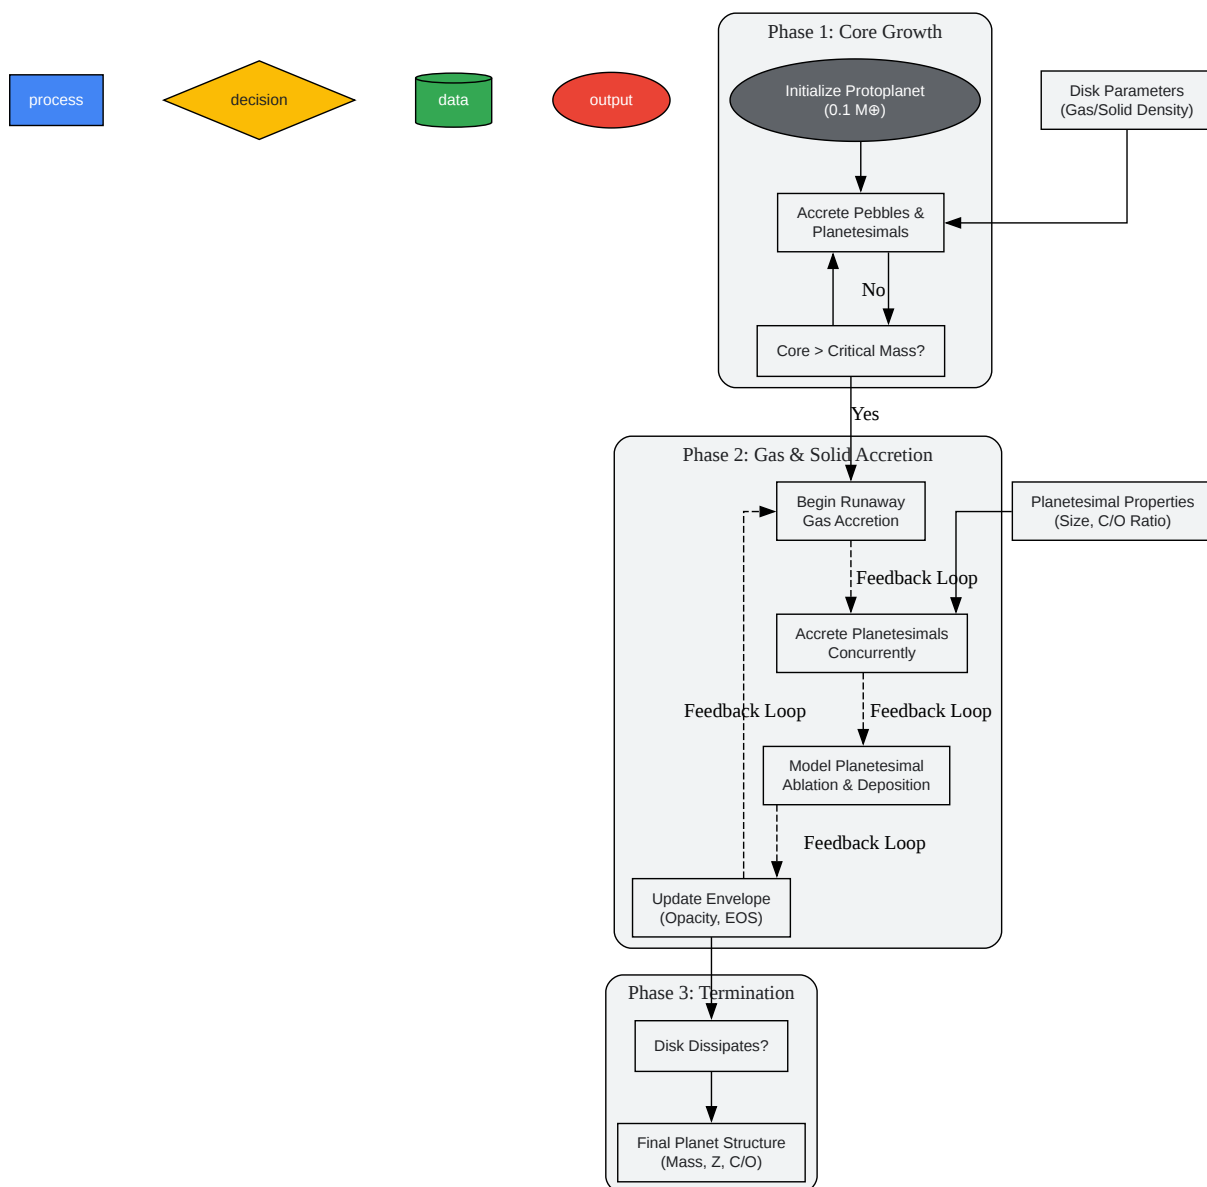 process
decision
data
output
Phase 1: Core Growth
Initialize Protoplanet
(0.1 M⊕)
Disk Parameters
(Gas/Solid Density)
Accrete Pebbles &
Planetesimals
No
Core > Critical Mass?
Yes
Phase 2: Gas & Solid Accretion
Begin Runaway
Gas Accretion
Planetesimal Properties
(Size, C/O Ratio)
Feedback Loop
Accrete Planetesimals
Concurrently
Feedback Loop
Feedback Loop
Model Planetesimal
Ablation & Deposition
Feedback Loop
Update Envelope
(Opacity, EOS)
Phase 3: Termination
Disk Dissipates?
Final Planet Structure
(Mass, Z, C/O)